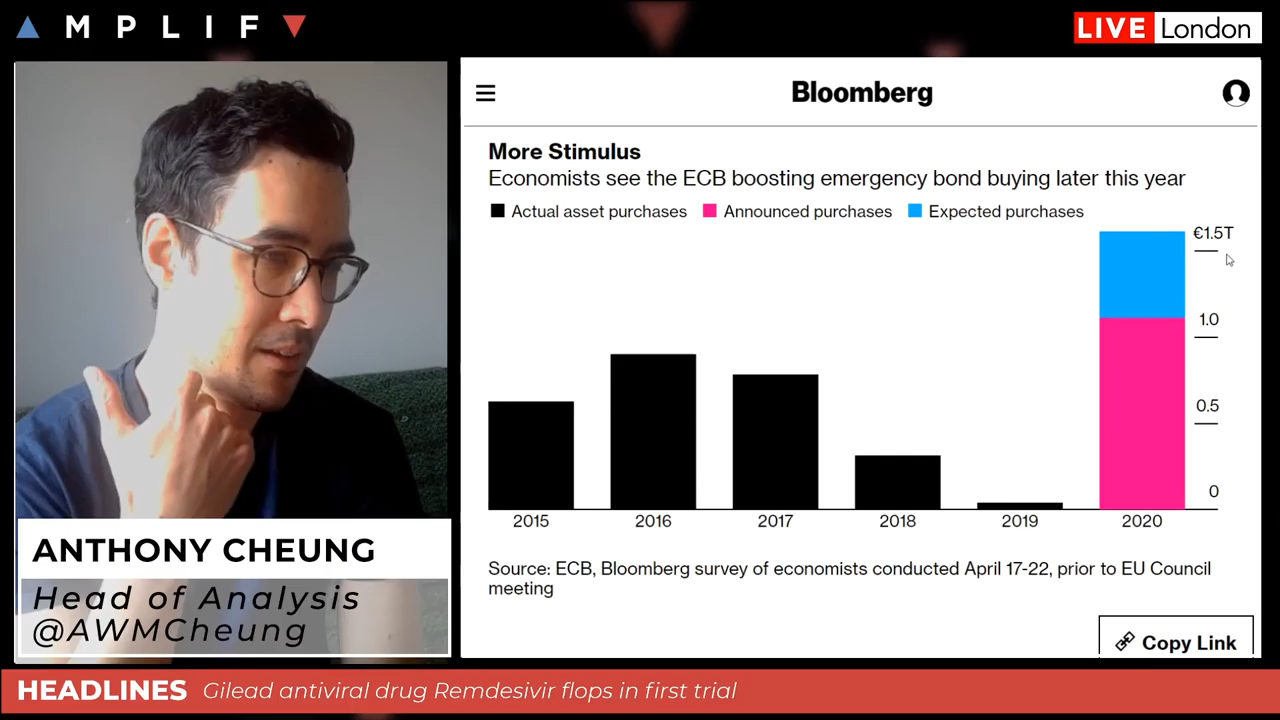 AMPLIFY
LIVE London
Bloomberg
More Stimulus
Economists see the ECB boosting emergency bond buying later this year
Actual asset purchases Announced purchases Expected purchases
€1.5T
1.0
0.5
0
2015 2016 2017 2018 2019 2020
Source: ECB, Bloomberg survey of economists conducted April 17-22, prior to EU Council
meeting
Copy Link
ANTHONY CHEUNG
Head of Analysis
@AWMCheung
HEADLINES Gilead antiviral drug Remdesivir flops in first trial